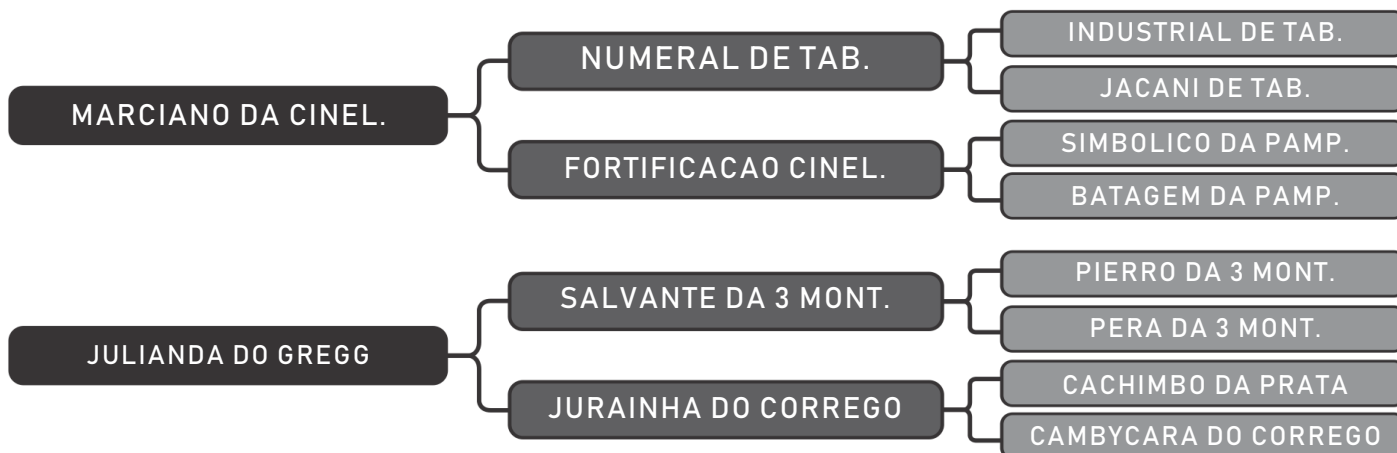 MARCIANO DA CINEL.
NUMERAL DE TAB.
INDUSTRIAL DE TAB.
JACANI DE TAB.
FORTIFICACAO CINEL.
SIMBOLICO DA PAMP.
BATAGEM DA PAMP.
JULIANDA DO GREGG
SALVANTE DA 3 MONT.
PIERRO DA 3 MONT.
PERA DA 3 MONT.
JURAINHA DO CORREGO
CACHIMBO DA PRATA
CAMBYCARA DO CORREGO